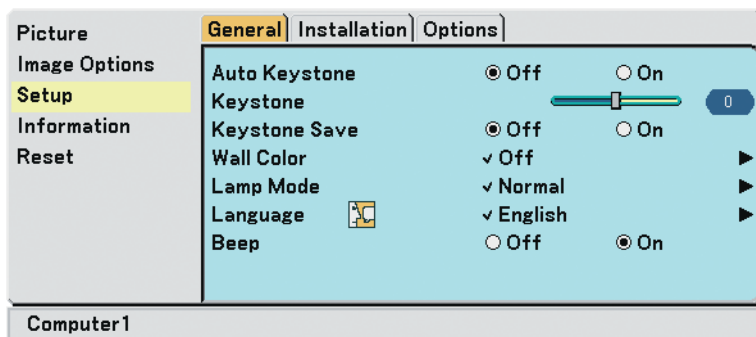 Picture
Image Options
Setup
Information
Reset
General Installation Options
Auto Keystone Off On
Keystone 0
Keystone Save Off On
Wall Color Off
Lamp Mode Normal
Language English
Beep Off On
Computer1